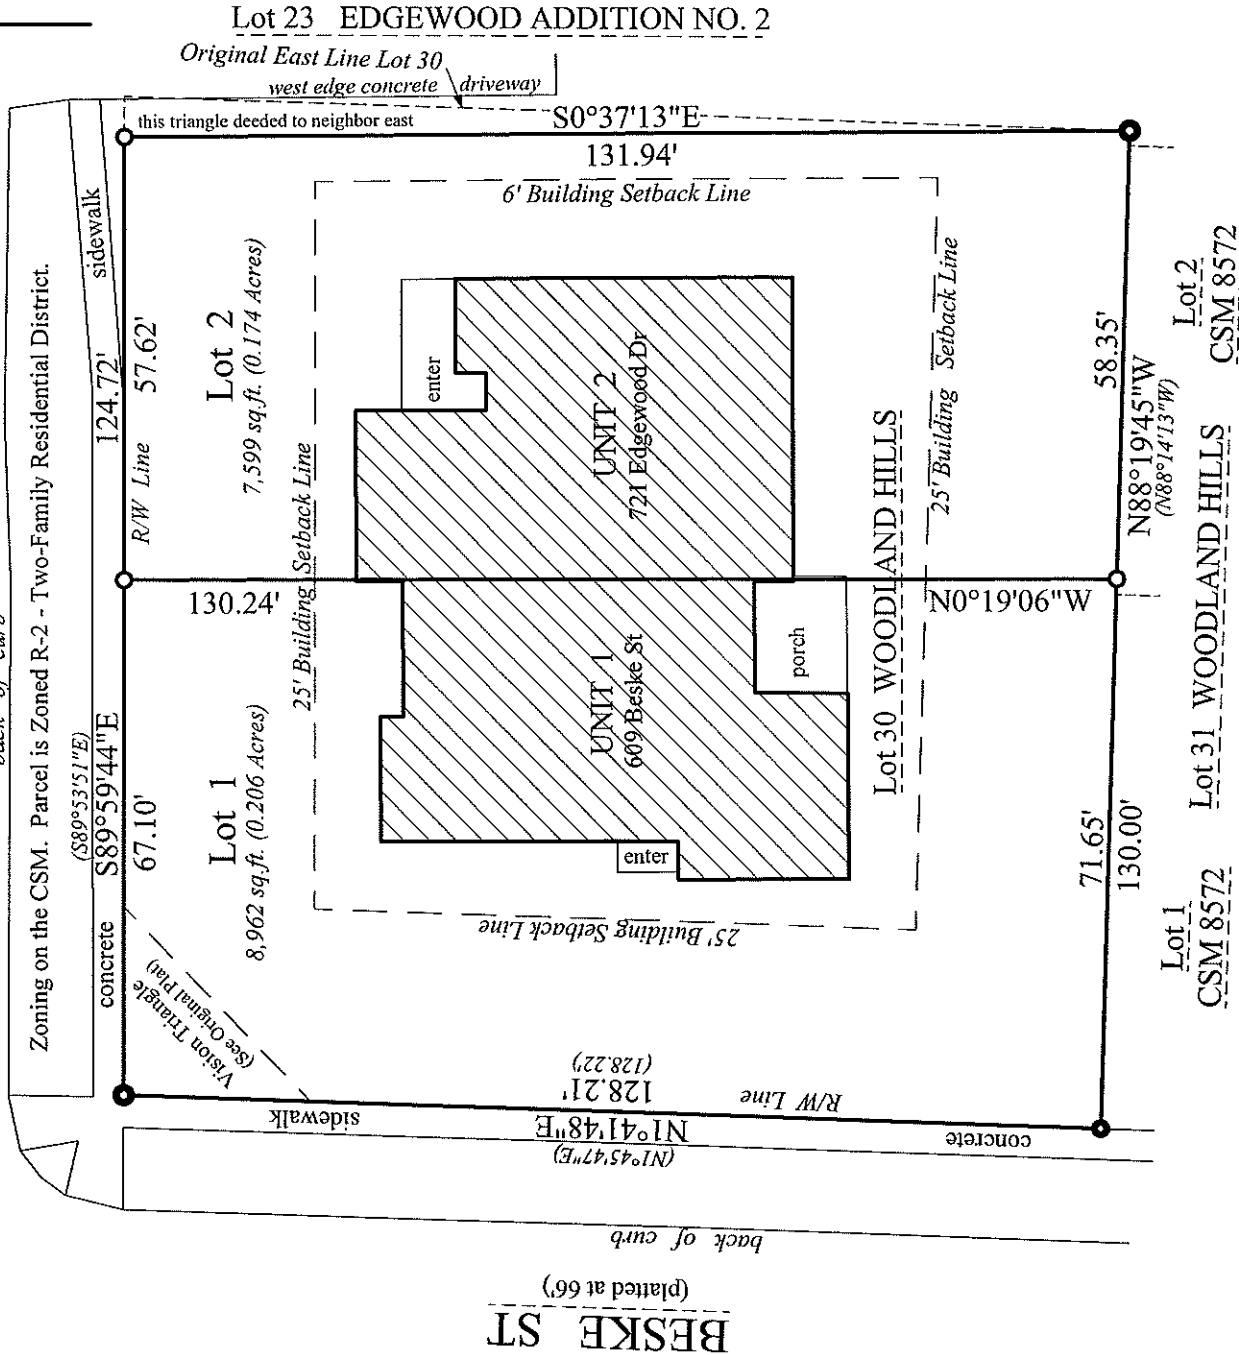 Lot 23 EDGEWOOD ADDITION NO. 2
Original East Line Lot 30
west edge concrete driveway
this triangle deeded to neighbor east
S0°37'13"E
131.94'
6' Building Setback Line
Zoning on the CSM. Parcel is Zoned R-2 - Two-Family Residential District.
back of curb
sidewalk
124.72'
57.62'
R/W Line
Lot 2
7,599 sq.ft. (0.174 Acres)
25' Building Setback Line
enter
UNIT 2
721 Edgewood Dr
25' Building Setback Line
58.35'
N88°19'45"W
(N88°14'13"W)
Lot 2
CSM 8572
130.24'
N0°19'06"W
(S89°53'51"E)
S89°59'44"E
67.10'
concrete
Lot 1
8,962 sq.ft. (0.206 Acres)
UNIT 1
609 Beske St
porch
enter
Lot 30 WOODLAND HILLS
71.65'
130.00'
Lot 31 WOODLAND HILLS
Lot 1
CSM 8572
25' Building Setback Line
Vision Triangle
(See Original Plat)
(128.22')
128.21'
R/W Line
sidewalk
N1°41'48"E
concrete
(N1°45'47"E)
back of curb
(platted at 66')
BESKE ST